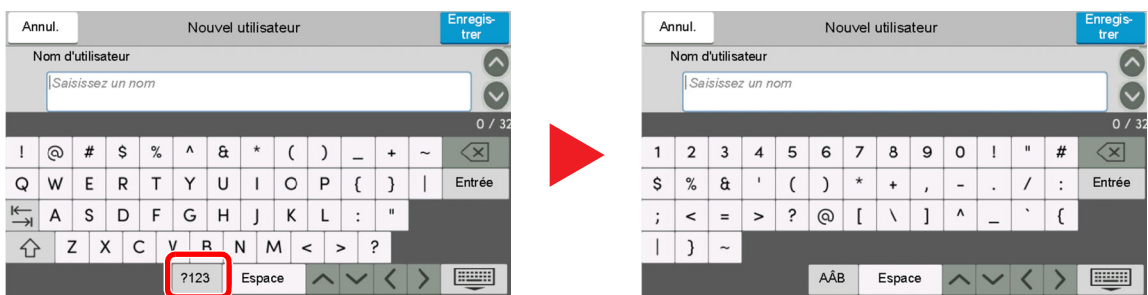 Annul. Nouvel utilisateur Enregis-
trer
Nom d'utilisateur
Saisissez un nom
0 / 32
! @ # $ % ^ & * ( ) _ + ~
Q W E R T Y U I O P { } | Entrée
A S D F G H J K L : "
Z X C V B N M < > ?
?123 Espace
Annul. Nouvel utilisateur Enregis-
trer
Nom d'utilisateur
Saisissez un nom
0 / 32
1 2 3 4 5 6 7 8 9 0 ! " #
$ % & ' ( ) * + , - . / : Entrée
; < = > ? @ [ \ ] ^ _ ` {
| } ~
AÂB Espace